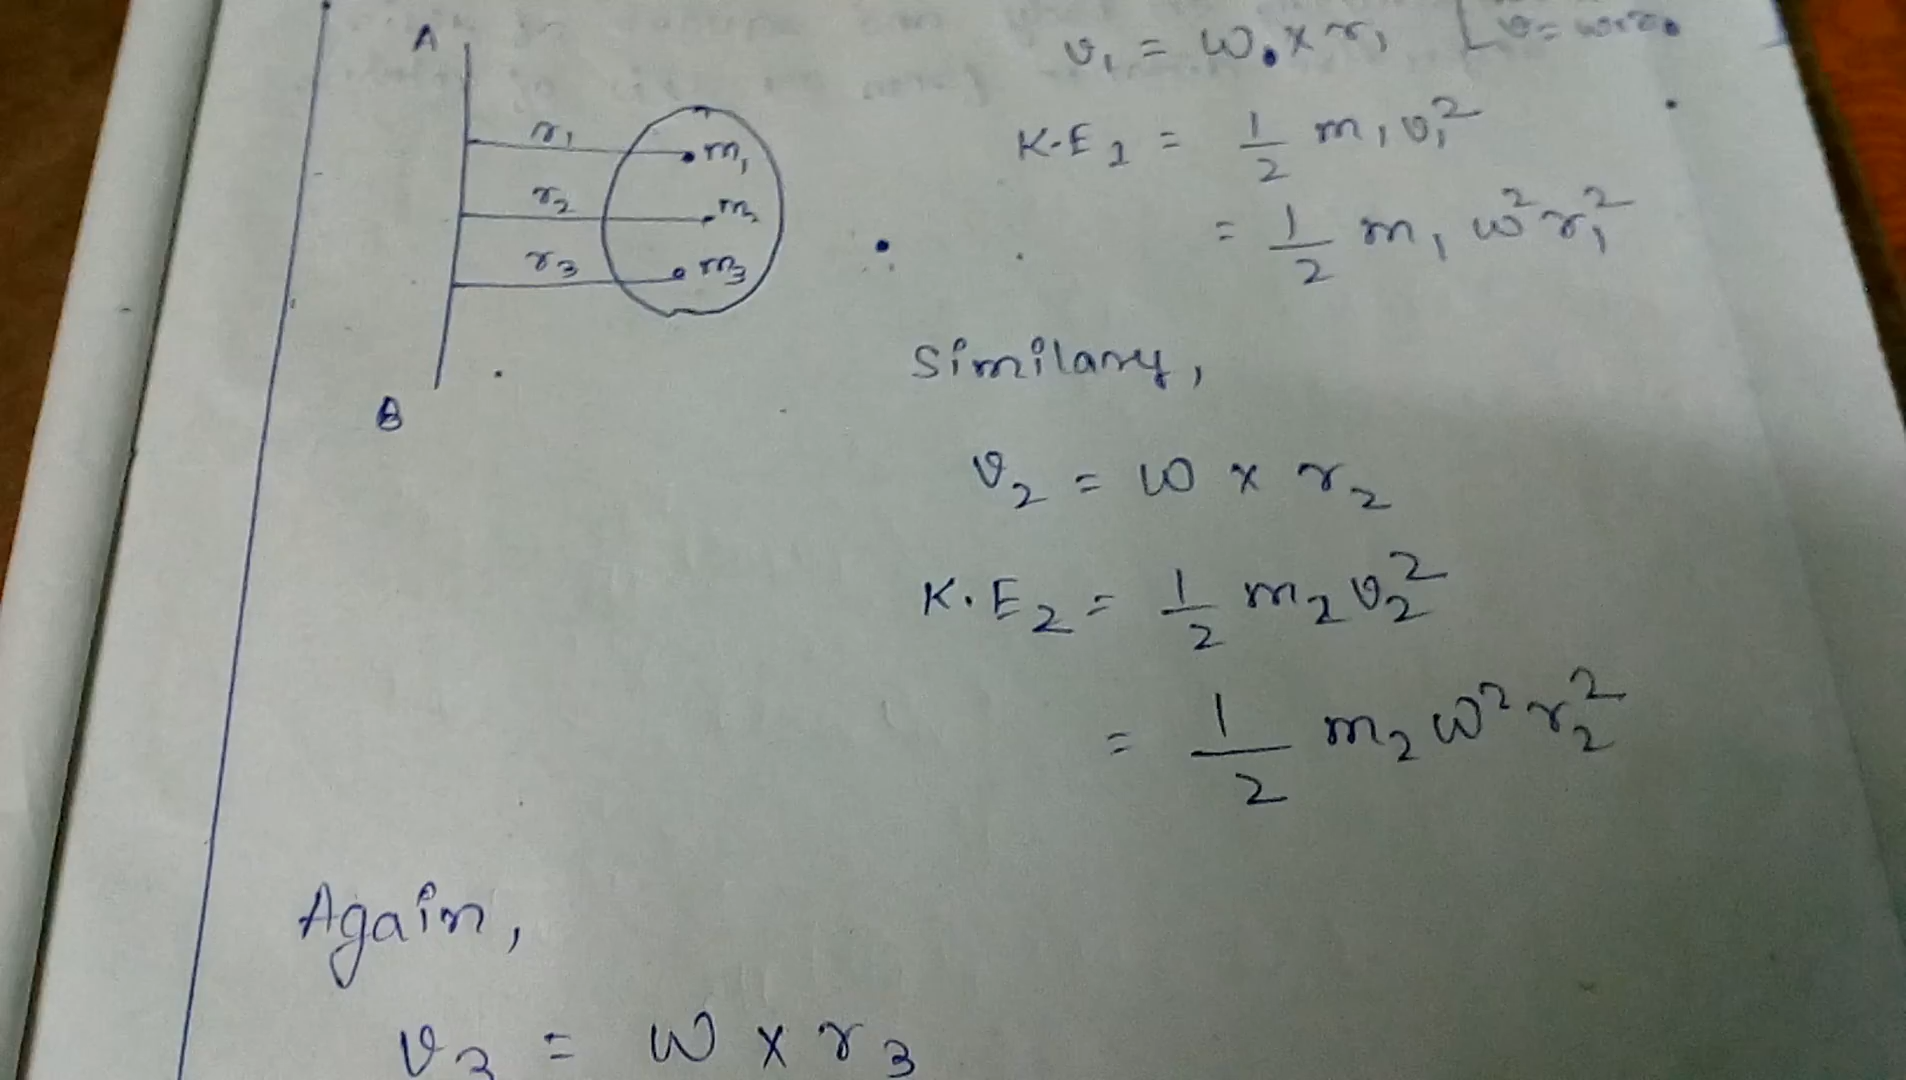 A
r₁
m₁
r₂
m₂
r₃
m₃
B
v₁ = ω × r₁
K.E₁ = 1/2 m₁ v₁²
= 1/2 m₁ ω² r₁²
Similary,
v₂ = ω × r₂
K.E₂ = 1/2 m₂ v₂²
= 1/2 m₂ ω² r₂²
Again,
v₃ = ω × r₃